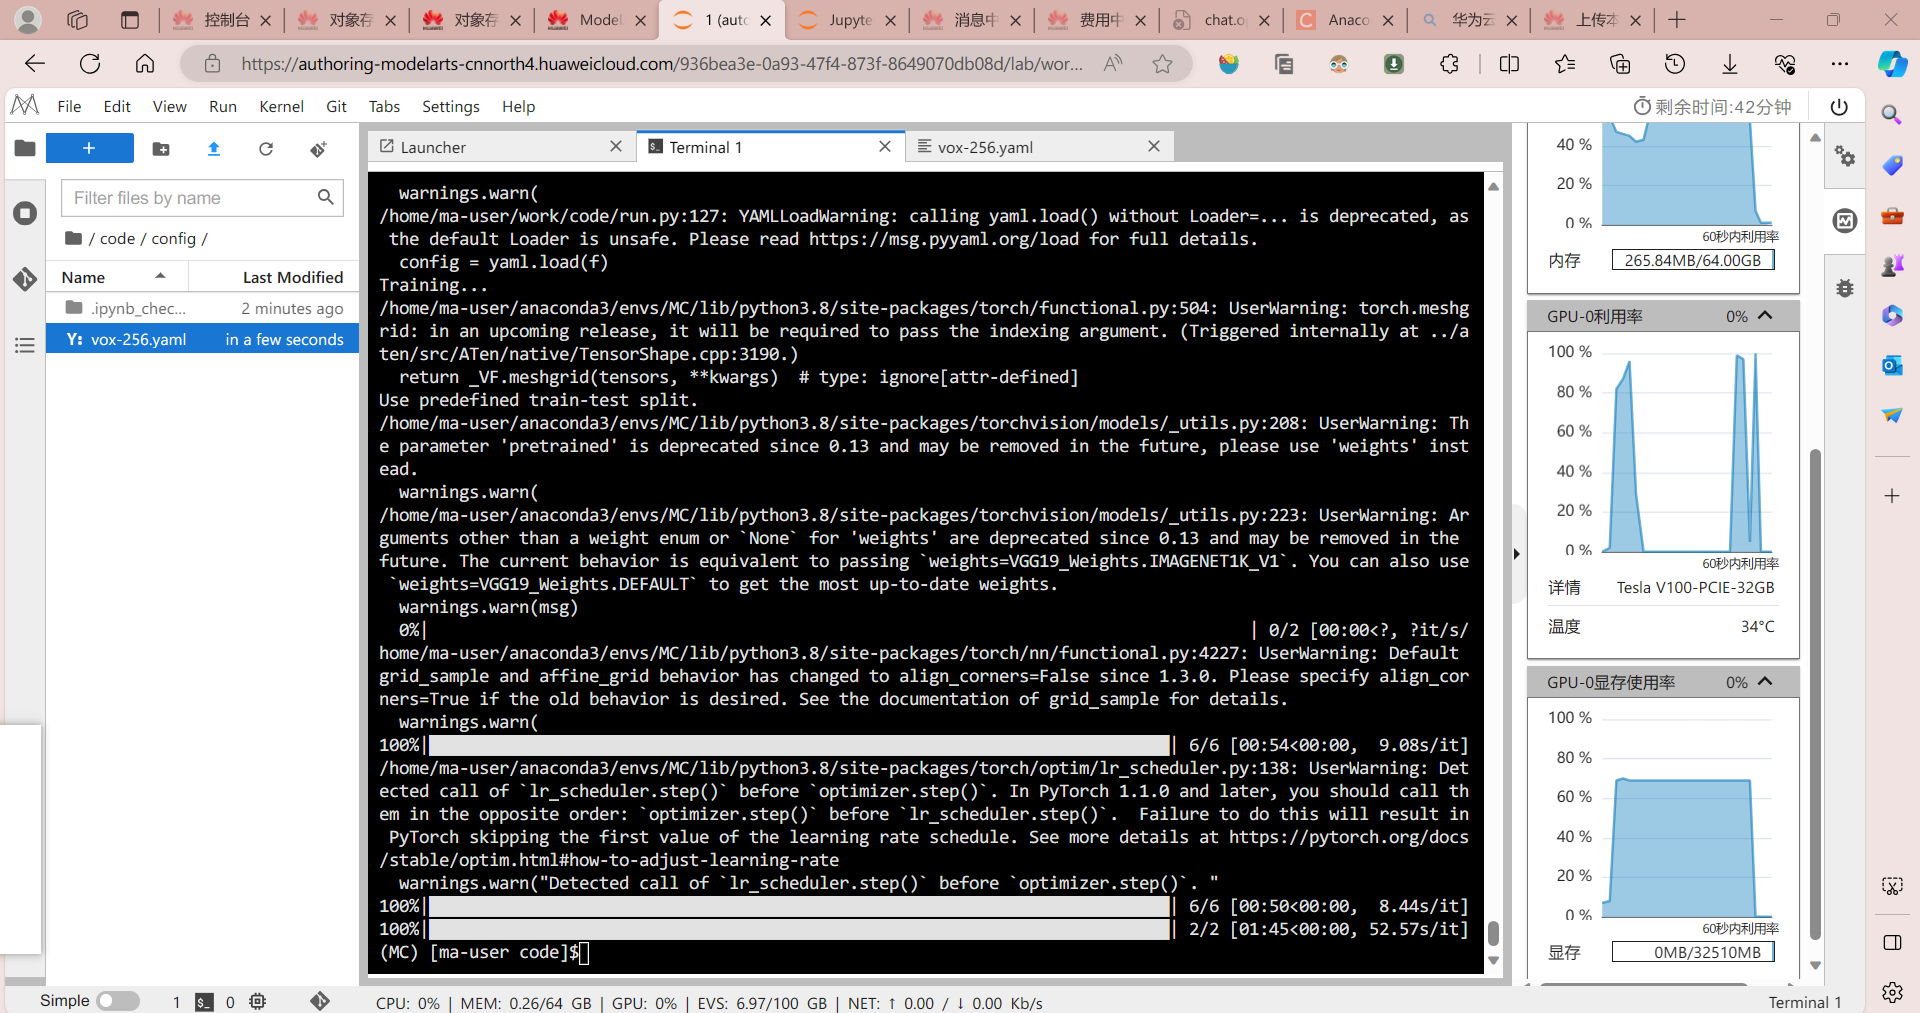 控制台
对象存
对象存
Model
1 (auto
Jupyte
消息中
费用中
chat.o
Anaco
华为云
上传本
https://authoring-modelarts-cnnorth4.huaweicloud.com/936bea3e-0a93-47f4-873f-8649070db08d/lab/wor...
File Edit View Run Kernel Git Tabs Settings Help
剩余时间:42分钟
Launcher
Terminal 1
vox-256.yaml
Filter files by name
/ code / config /
Name Last Modified
.ipynb_chec... 2 minutes ago
Y: vox-256.yaml in a few seconds
warnings.warn(
/home/ma-user/work/code/run.py:127: YAMLLoadWarning: calling yaml.load() without Loader=... is deprecated, as
the default Loader is unsafe. Please read https://msg.pyyaml.org/load for full details.
config = yaml.load(f)
Training...
/home/ma-user/anaconda3/envs/MC/lib/python3.8/site-packages/torch/functional.py:504: UserWarning: torch.meshg
rid: in an upcoming release, it will be required to pass the indexing argument. (Triggered internally at ../a
ten/src/ATen/native/TensorShape.cpp:3190.)
return _VF.meshgrid(tensors, **kwargs)  # type: ignore[attr-defined]
Use predefined train-test split.
/home/ma-user/anaconda3/envs/MC/lib/python3.8/site-packages/torchvision/models/_utils.py:208: UserWarning: Th
e parameter 'pretrained' is deprecated since 0.13 and may be removed in the future, please use 'weights' inst
ead.
warnings.warn(
/home/ma-user/anaconda3/envs/MC/lib/python3.8/site-packages/torchvision/models/_utils.py:223: UserWarning: Ar
guments other than a weight enum or `None` for 'weights' are deprecated since 0.13 and may be removed in the
future. The current behavior is equivalent to passing `weights=VGG19_Weights.IMAGENET1K_V1`. You can also use
`weights=VGG19_Weights.DEFAULT` to get the most up-to-date weights.
warnings.warn(msg)
0%| | 0/2 [00:00<?, ?it/s/
home/ma-user/anaconda3/envs/MC/lib/python3.8/site-packages/torch/nn/functional.py:4227: UserWarning: Default
grid_sample and affine_grid behavior has changed to align_corners=False since 1.3.0. Please specify align_cor
ners=True if the old behavior is desired. See the documentation of grid_sample for details.
warnings.warn(
100%| | 6/6 [00:54<00:00,  9.08s/it]
/home/ma-user/anaconda3/envs/MC/lib/python3.8/site-packages/torch/optim/lr_scheduler.py:138: UserWarning: Det
ected call of `lr_scheduler.step()` before `optimizer.step()`. In PyTorch 1.1.0 and later, you should call th
em in the opposite order: `optimizer.step()` before `lr_scheduler.step()`.  Failure to do this will result in
PyTorch skipping the first value of the learning rate schedule. See more details at https://pytorch.org/docs
/stable/optim.html#how-to-adjust-learning-rate
warnings.warn("Detected call of `lr_scheduler.step()` before `optimizer.step()`. "
100%| | 6/6 [00:50<00:00,  8.44s/it]
100%| | 2/2 [01:45<00:00, 52.57s/it]
(MC) [ma-user code]$
40 %
20 %
0 %
60秒内利用率
内存 265.84MB/64.00GB
GPU-0利用率 0%
100 %
80 %
60 %
40 %
20 %
0 %
60秒内利用率
详情 Tesla V100-PCIE-32GB
温度 34°C
GPU-0显存使用率 0%
100 %
80 %
60 %
40 %
20 %
0 %
60秒内利用率
显存 0MB/32510MB
Simple 1 0 CPU: 0% | MEM: 0.26/64 GB | GPU: 0% | EVS: 6.97/100 GB | NET: ↑ 0.00 / ↓ 0.00 Kb/s
Terminal 1